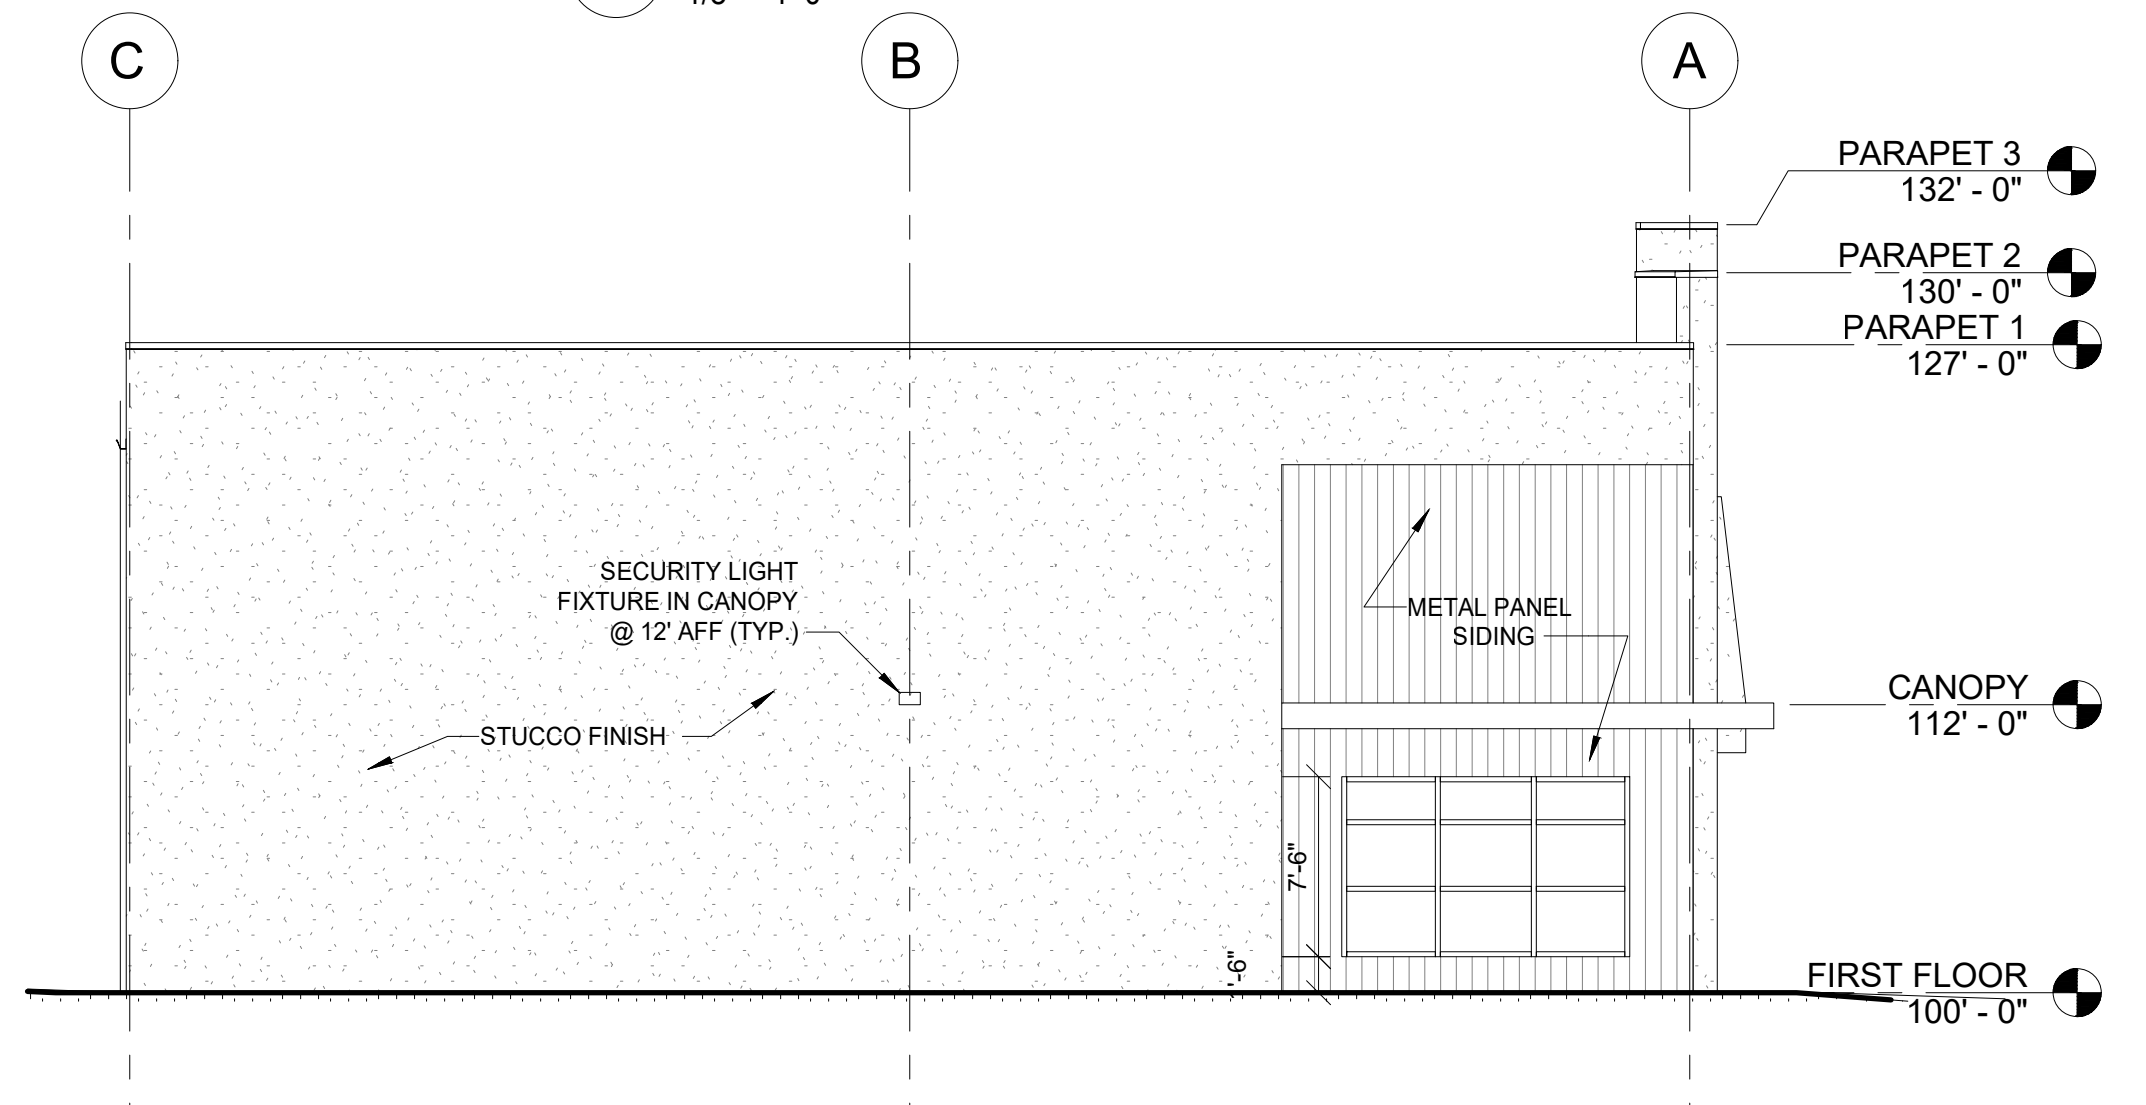 C
B
A
PARAPET 3
132' - 0"
PARAPET 2
130' - 0"
PARAPET 1
127' - 0"
SECURITY LIGHT
FIXTURE IN CANOPY
@ 12' AFF (TYP.)
METAL PANEL
SIDING
CANOPY
112' - 0"
STUCCO FINISH
7'-6"
'-6"
FIRST FLOOR
100' - 0"